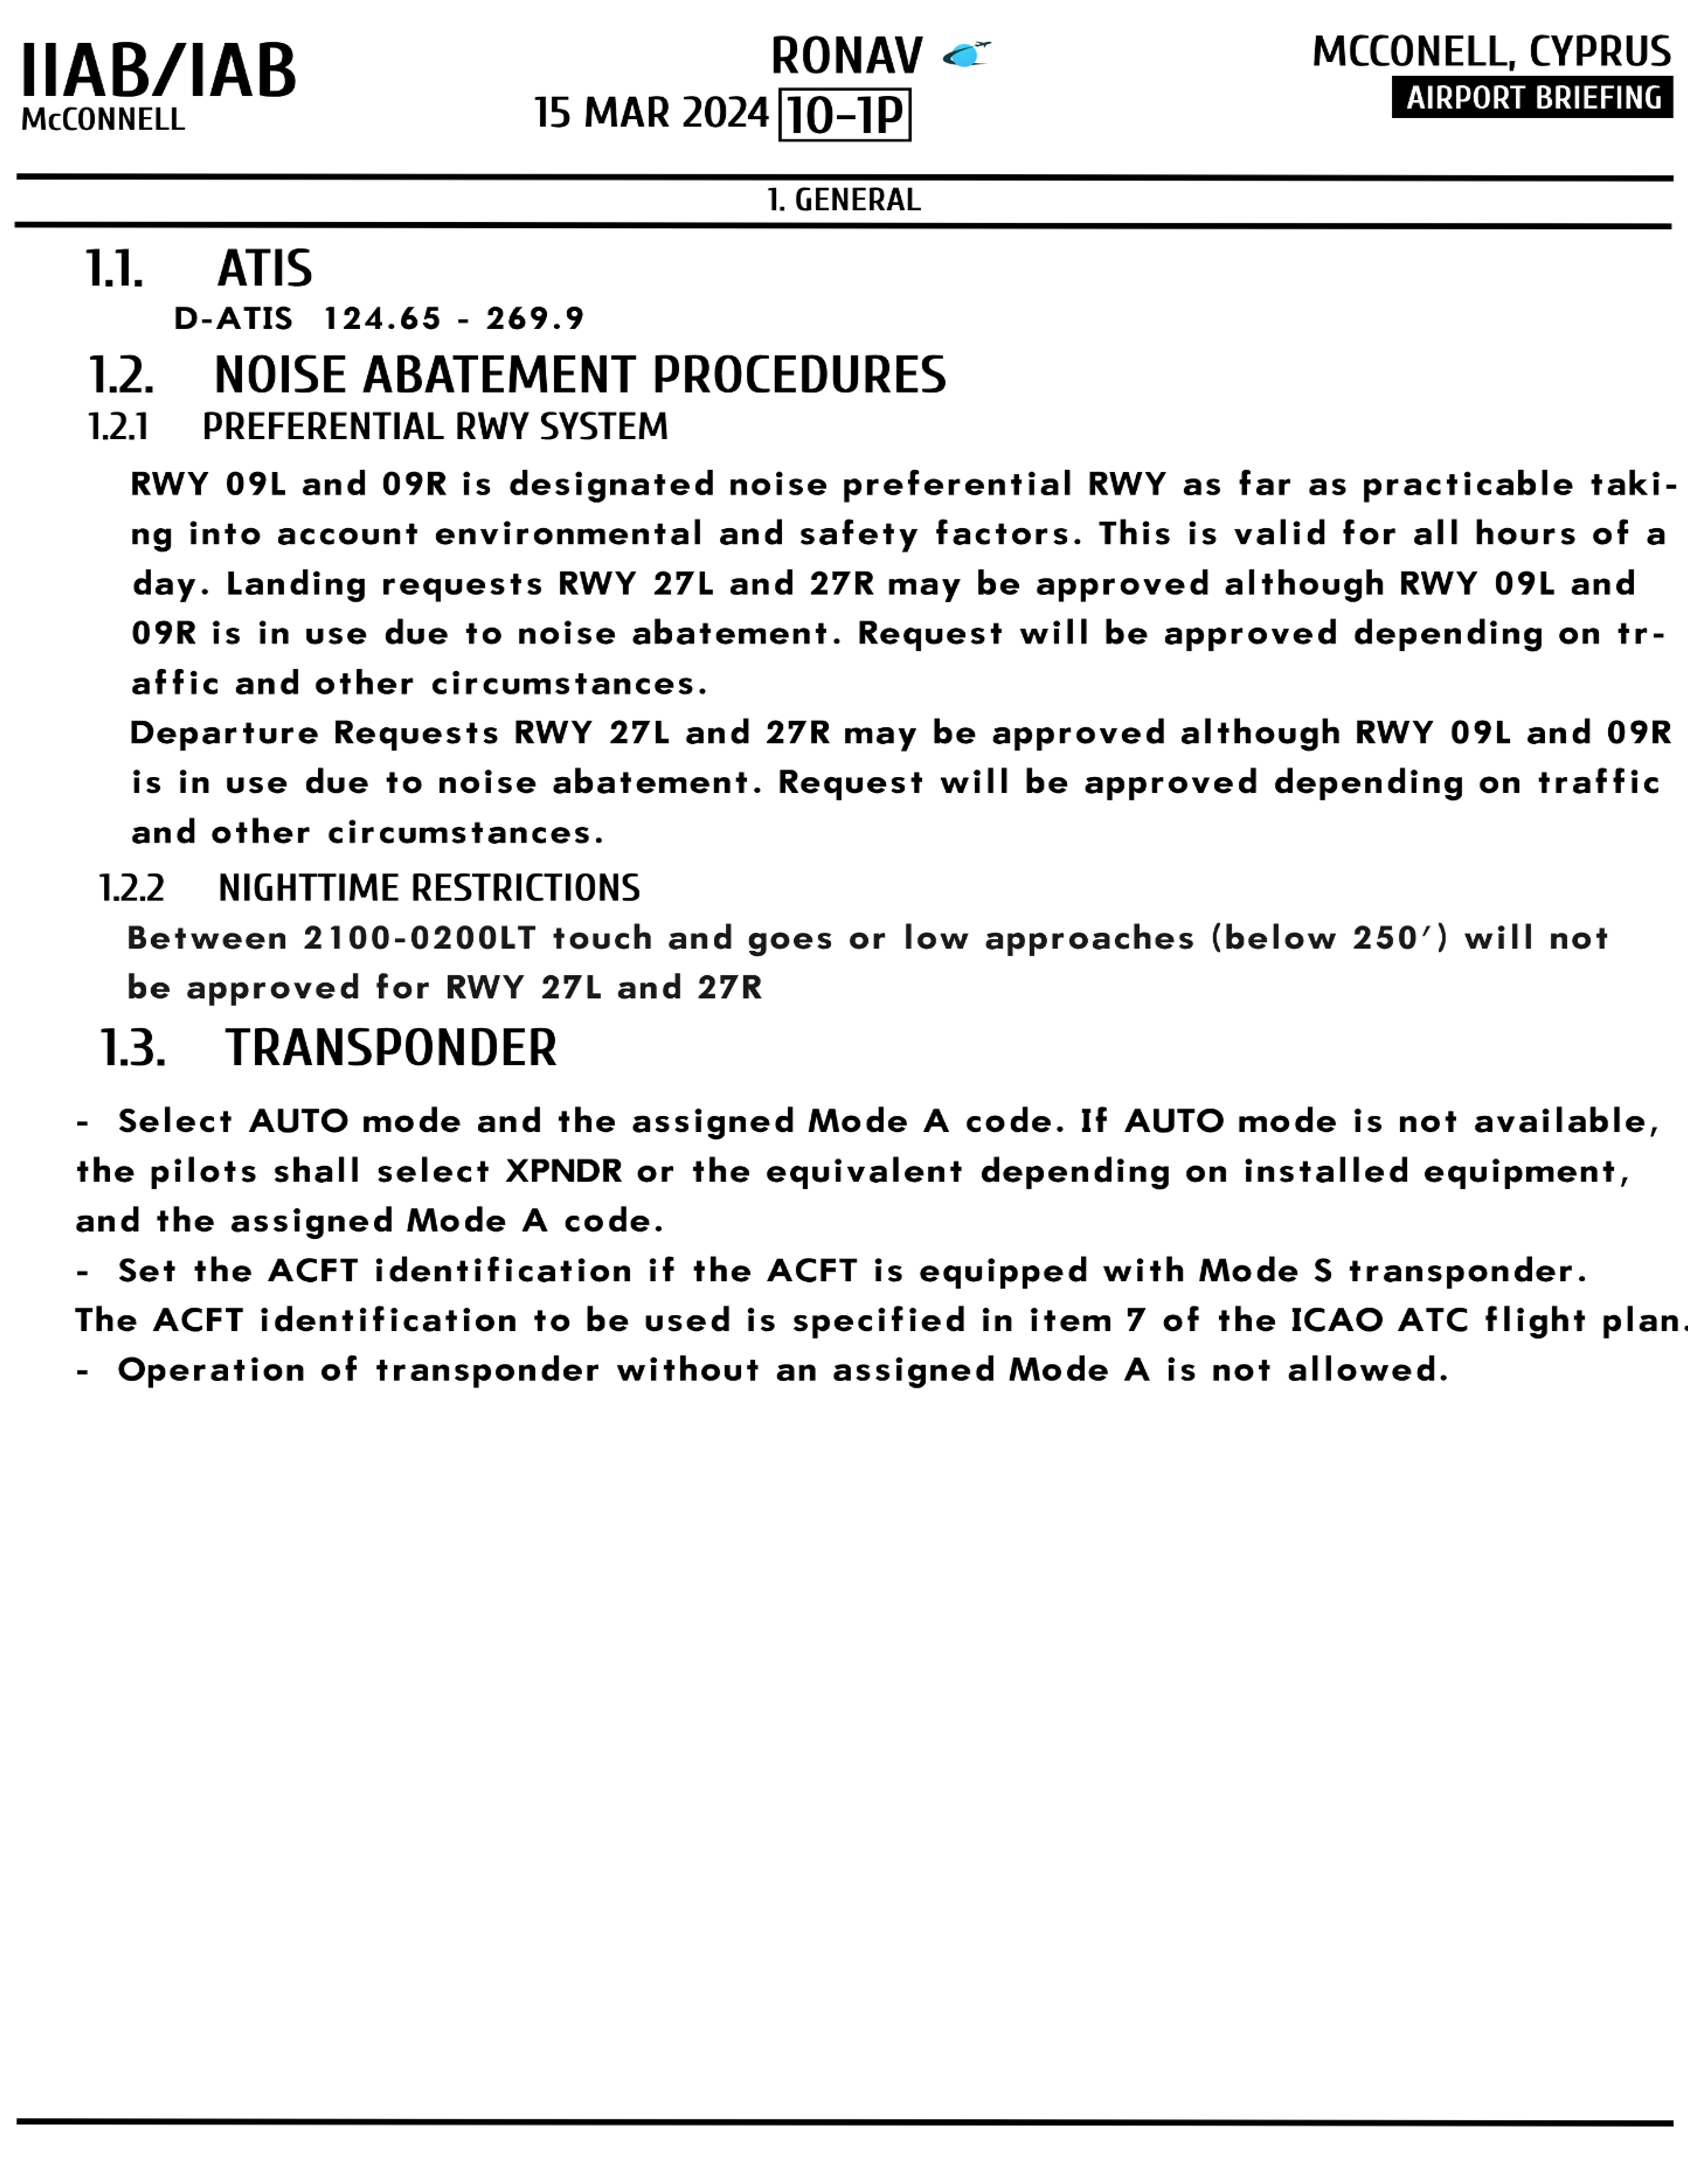 IIAB/IAB
McCONNELL
RONAV
15 MAR 2024 10-1P
MCCONELL, CYPRUS
AIRPORT BRIEFING
1. GENERAL
1.1. ATIS
D-ATIS 124.65 - 269.9
1.2. NOISE ABATEMENT PROCEDURES
1.2.1 PREFERENTIAL RWY SYSTEM
RWY 09L and 09R is designated noise preferential RWY as far as practicable taki-
ng into account environmental and safety factors. This is valid for all hours of a
day. Landing requests RWY 27L and 27R may be approved although RWY 09L and
09R is in use due to noise abatement. Request will be approved depending on tr-
affic and other circumstances.
Departure Requests RWY 27L and 27R may be approved although RWY 09L and 09R
is in use due to noise abatement. Request will be approved depending on traffic
and other circumstances.
1.2.2 NIGHTTIME RESTRICTIONS
Between 2100-0200LT touch and goes or low approaches (below 250') will not
be approved for RWY 27L and 27R
1.3. TRANSPONDER
- Select AUTO mode and the assigned Mode A code. If AUTO mode is not available,
the pilots shall select XPNDR or the equivalent depending on installed equipment,
and the assigned Mode A code.
- Set the ACFT identification if the ACFT is equipped with Mode S transponder.
The ACFT identification to be used is specified in item 7 of the ICAO ATC flight plan.
- Operation of transponder without an assigned Mode A is not allowed.